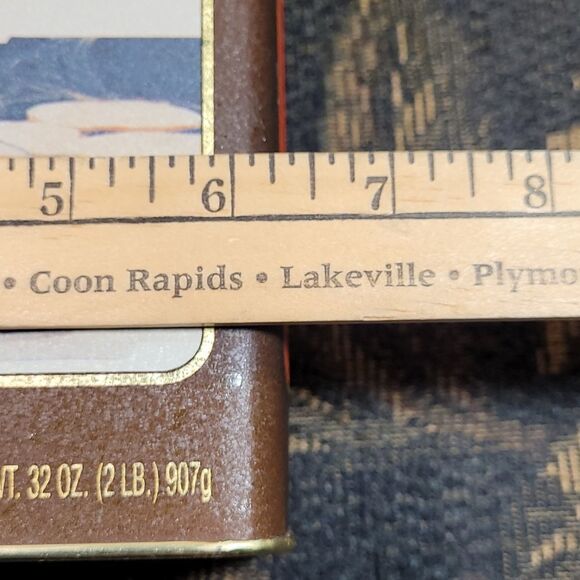 5 6 7 8
• Coon Rapids • Lakeville • Plymo
WT. 32 OZ. (2 LB.) 907g